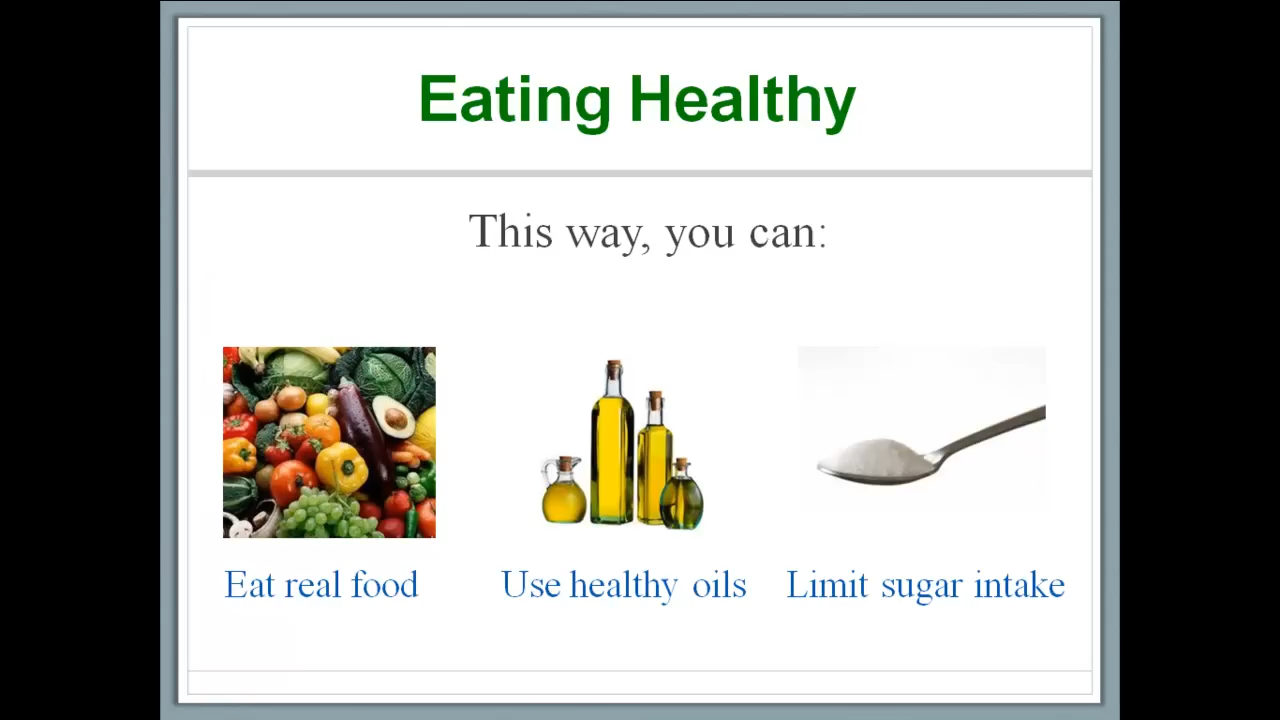 Eating Healthy
This way, you can:
Eat real food
Use healthy oils
Limit sugar intake